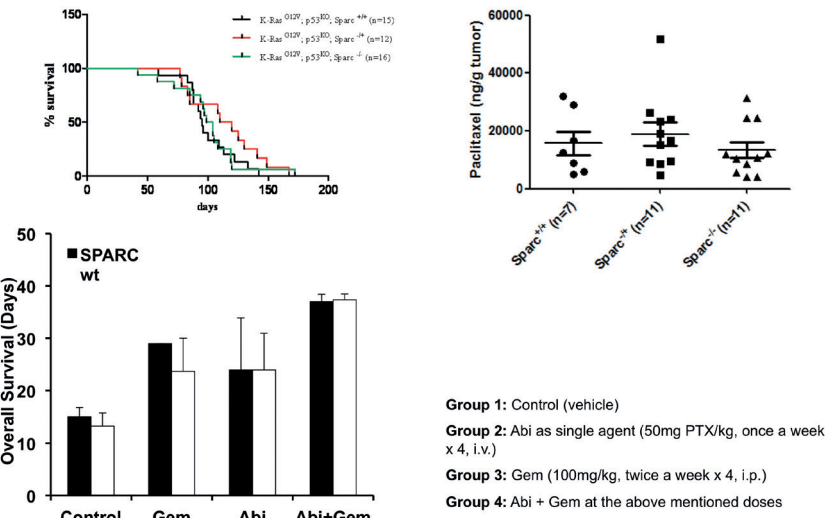 K-Ras G12V; p53KO; Sparc +/+ (n=15)
K-Ras G12V; p53KO; Sparc -/+ (n=12)
K-Ras G12V; p53KO; Sparc -/- (n=16)
% survival
100
50
0
0 50 100 150 200
days
Paclitaxel (ng/g tumor)
60000
40000
20000
0
Sparc+/+ (n=7)
Sparc-/+ (n=11)
Sparc-/- (n=11)
Overall Survival (Days)
50
40
30
20
10
0
SPARC
wt
Control Gem Abi Abi+Gem
Group 1: Control (vehicle)
Group 2: Abi as single agent (50mg PTX/kg, once a week
x 4, i.v.)
Group 3: Gem (100mg/kg, twice a week x 4, i.p.)
Group 4: Abi + Gem at the above mentioned doses